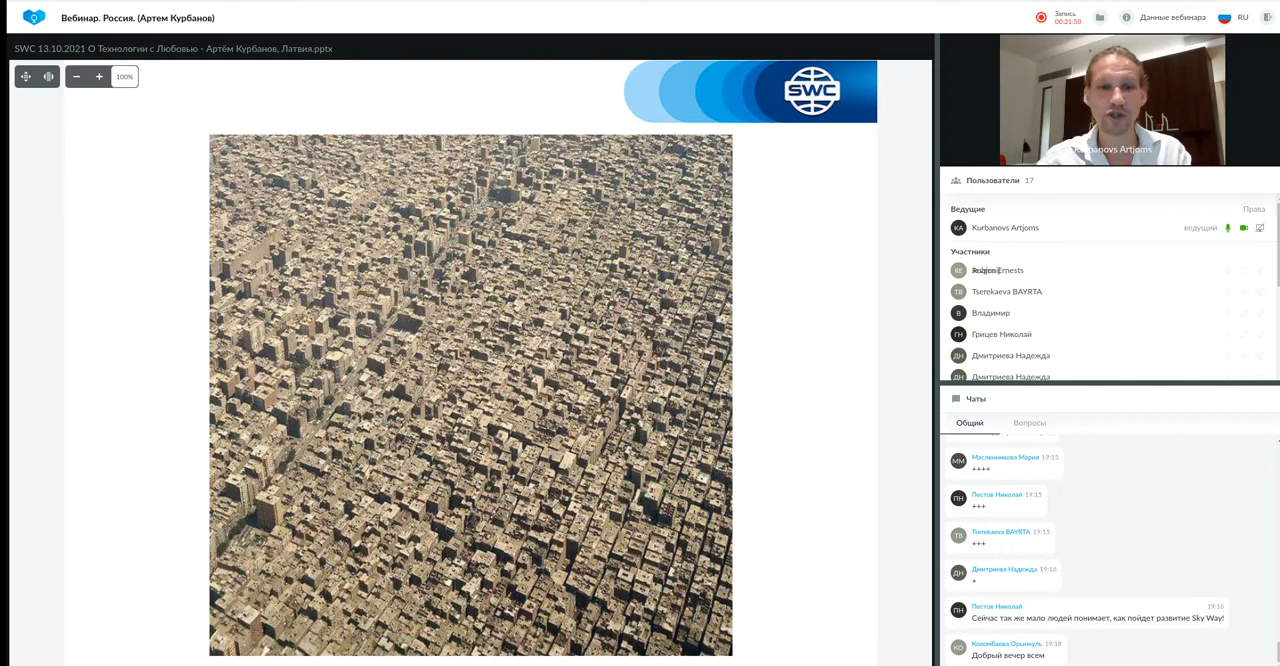 Вебинар. Россия. (Артем Курбанов)
Запись
00:21:50
Данные вебинара
RU
SWC 13.10.2021 О Технологии с Любовью - Артём Курбанов, Латвия.pptx
100%
SWC
Kurbanovs Artjoms
Пользователи 17
Ведущие Права
KA Kurbanovs Artjoms ведущий
Участники
RE Ernests
TB Tserekaeva BAYRTA
В Владимир
ГН Грицев Николай
ДН Дмитриева Надежда
ДН Дмитриева Надежда
Чаты
Общий Вопросы
ММ Масленникова Мария 19:15
++++
ПН Пестов Николай 19:15
+++
TB Tserekaeva BAYRTA 19:15
+++
ДН Дмитриева Надежда 19:16
+
ПН Пестов Николай 19:16
Сейчас так же мало людей понимает, как пойдет развитие Sky Way!
КО Кокомбаева Орынкуль 19:18
Добрый вечер всем